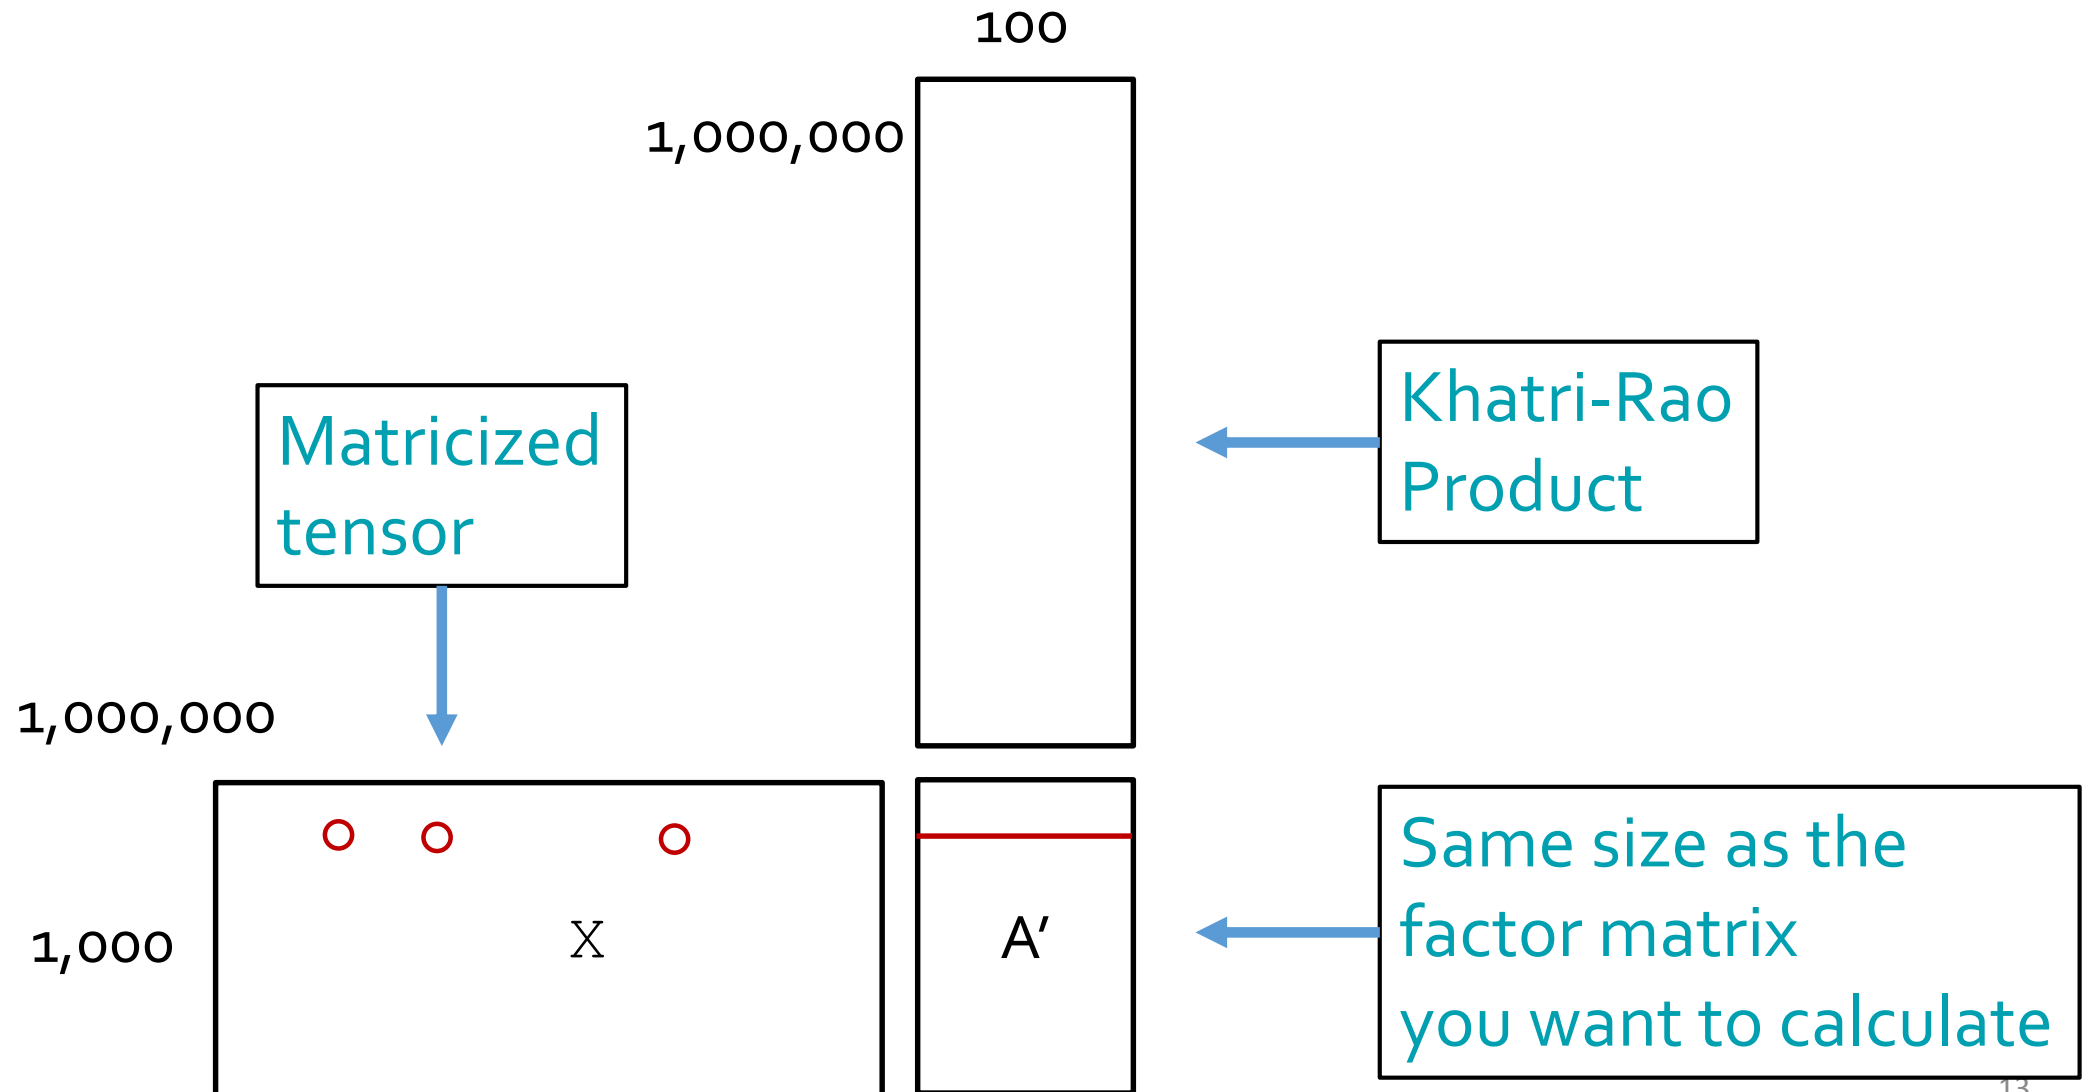 100
1,000,000
Khatri-Rao
Product
Matricized
tensor
1,000,000
1,000
X
A′
Same size as the
factor matrix
you want to calculate
13